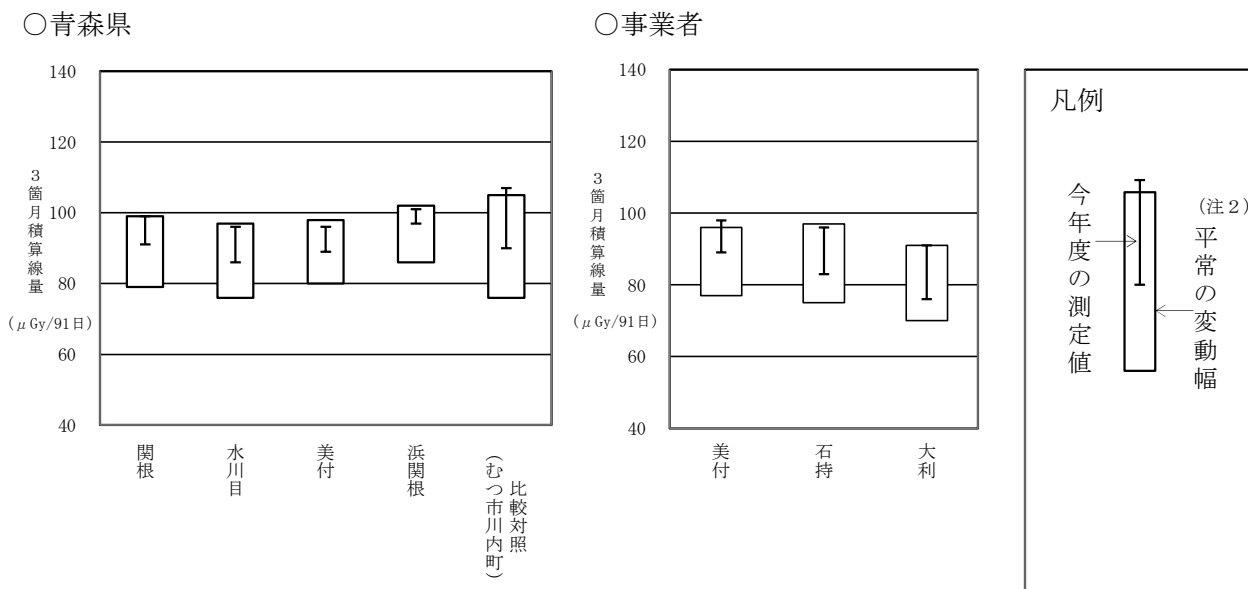 ○青森県
140
120
100
80
60
40
3箇月積算線量
(μGy/91日)
関根
水川目
美付
浜関根
比較対照
(むつ市川内町)
○事業者
140
120
100
80
60
40
3箇月積算線量
(μGy/91日)
美付
石持
大利
凡例
今年度の測定値
(注2)
平常の変動幅